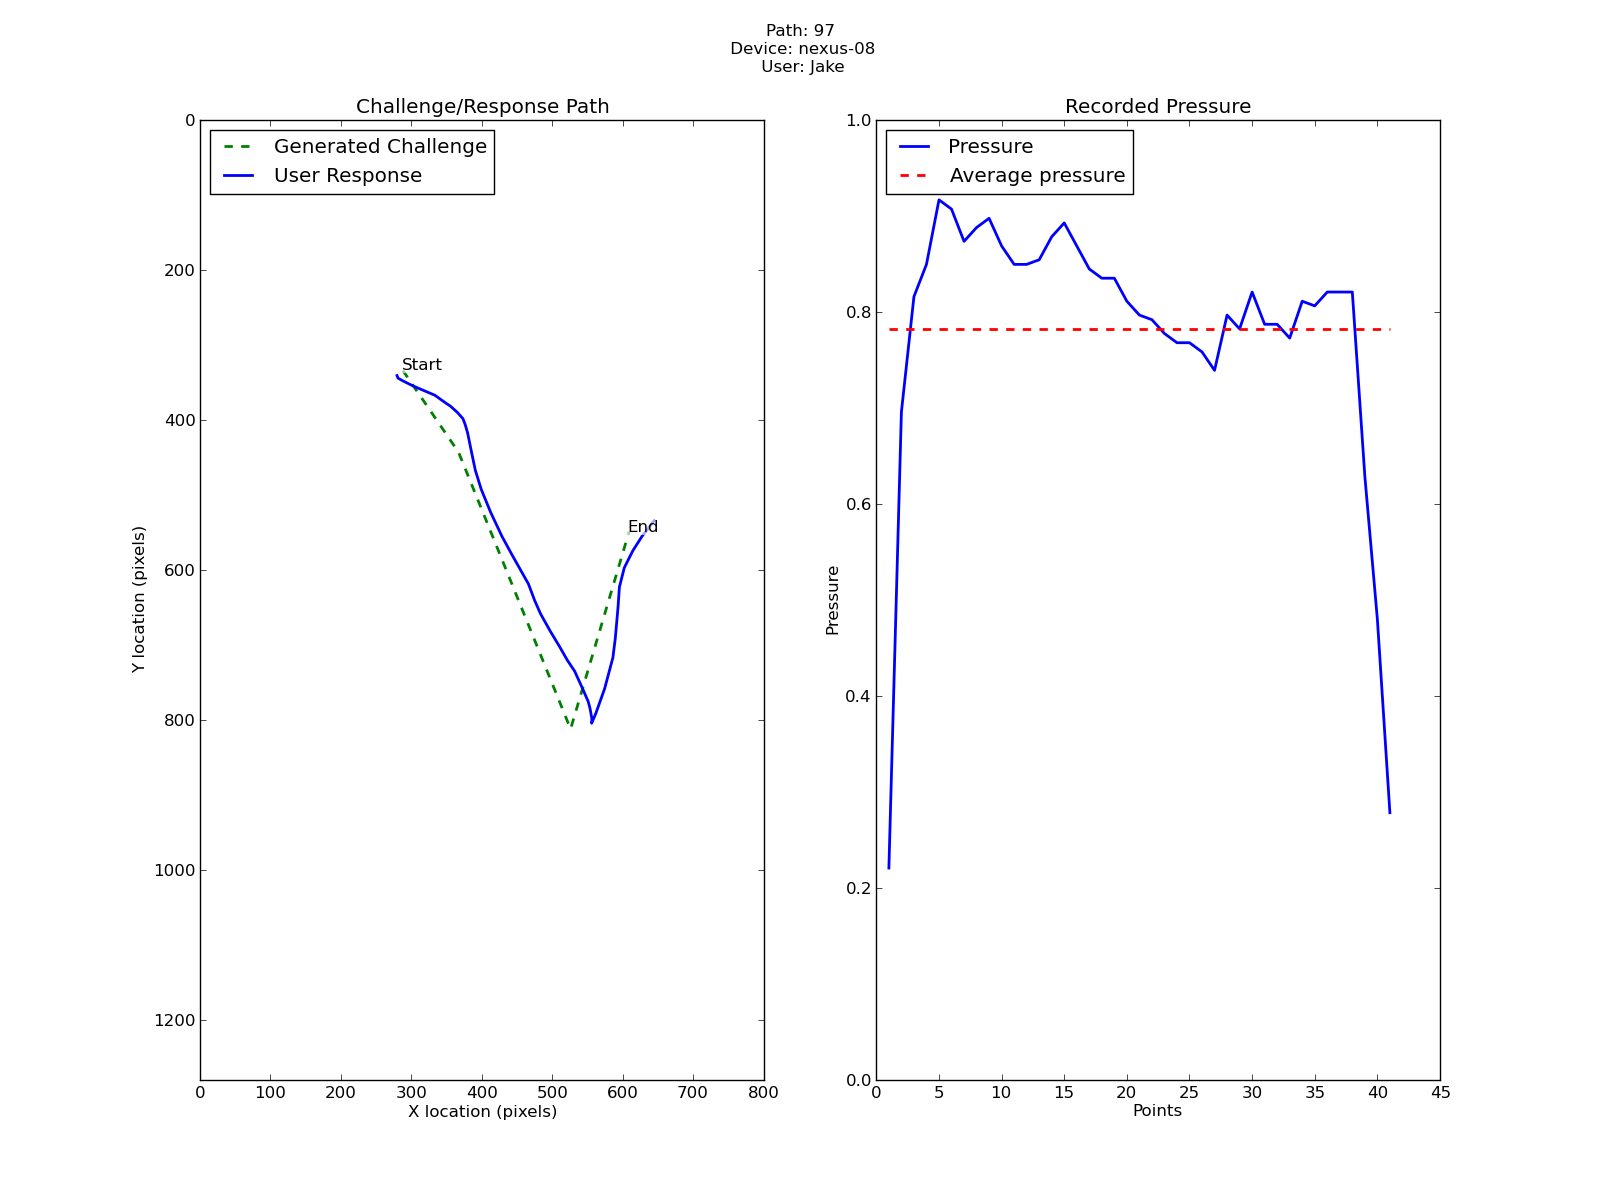 Path: 97
Device: nexus-08
User: Jake
Challenge/Response Path
Generated Challenge
User Response
Start
End
0
200
400
600
800
1000
1200
Y location (pixels)
0 100 200 300 400 500 600 700 800
X location (pixels)
Recorded Pressure
Pressure
Average pressure
1.0
0.8
0.6
0.4
0.2
0.0
Pressure
0 5 10 15 20 25 30 35 40 45
Points